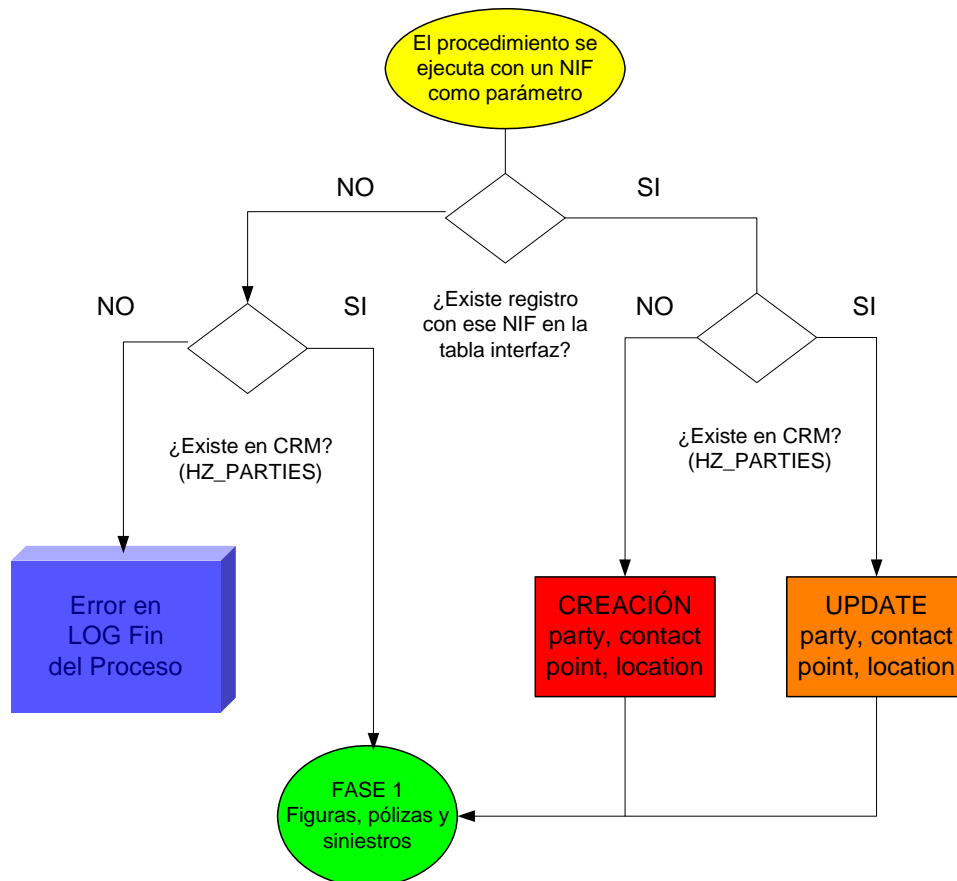 El procedimiento se
ejecuta con un NIF
como parámetro
NO
SI
¿Existe registro
con ese NIF en la
tabla interfaz?
NO
SI
NO
SI
¿Existe en CRM?
(HZ_PARTIES)
¿Existe en CRM?
(HZ_PARTIES)
Error en
LOG Fin
del Proceso
CREACIÓN
party, contact
point, location
UPDATE
party, contact
point, location
FASE 1
Figuras, pólizas y
siniestros